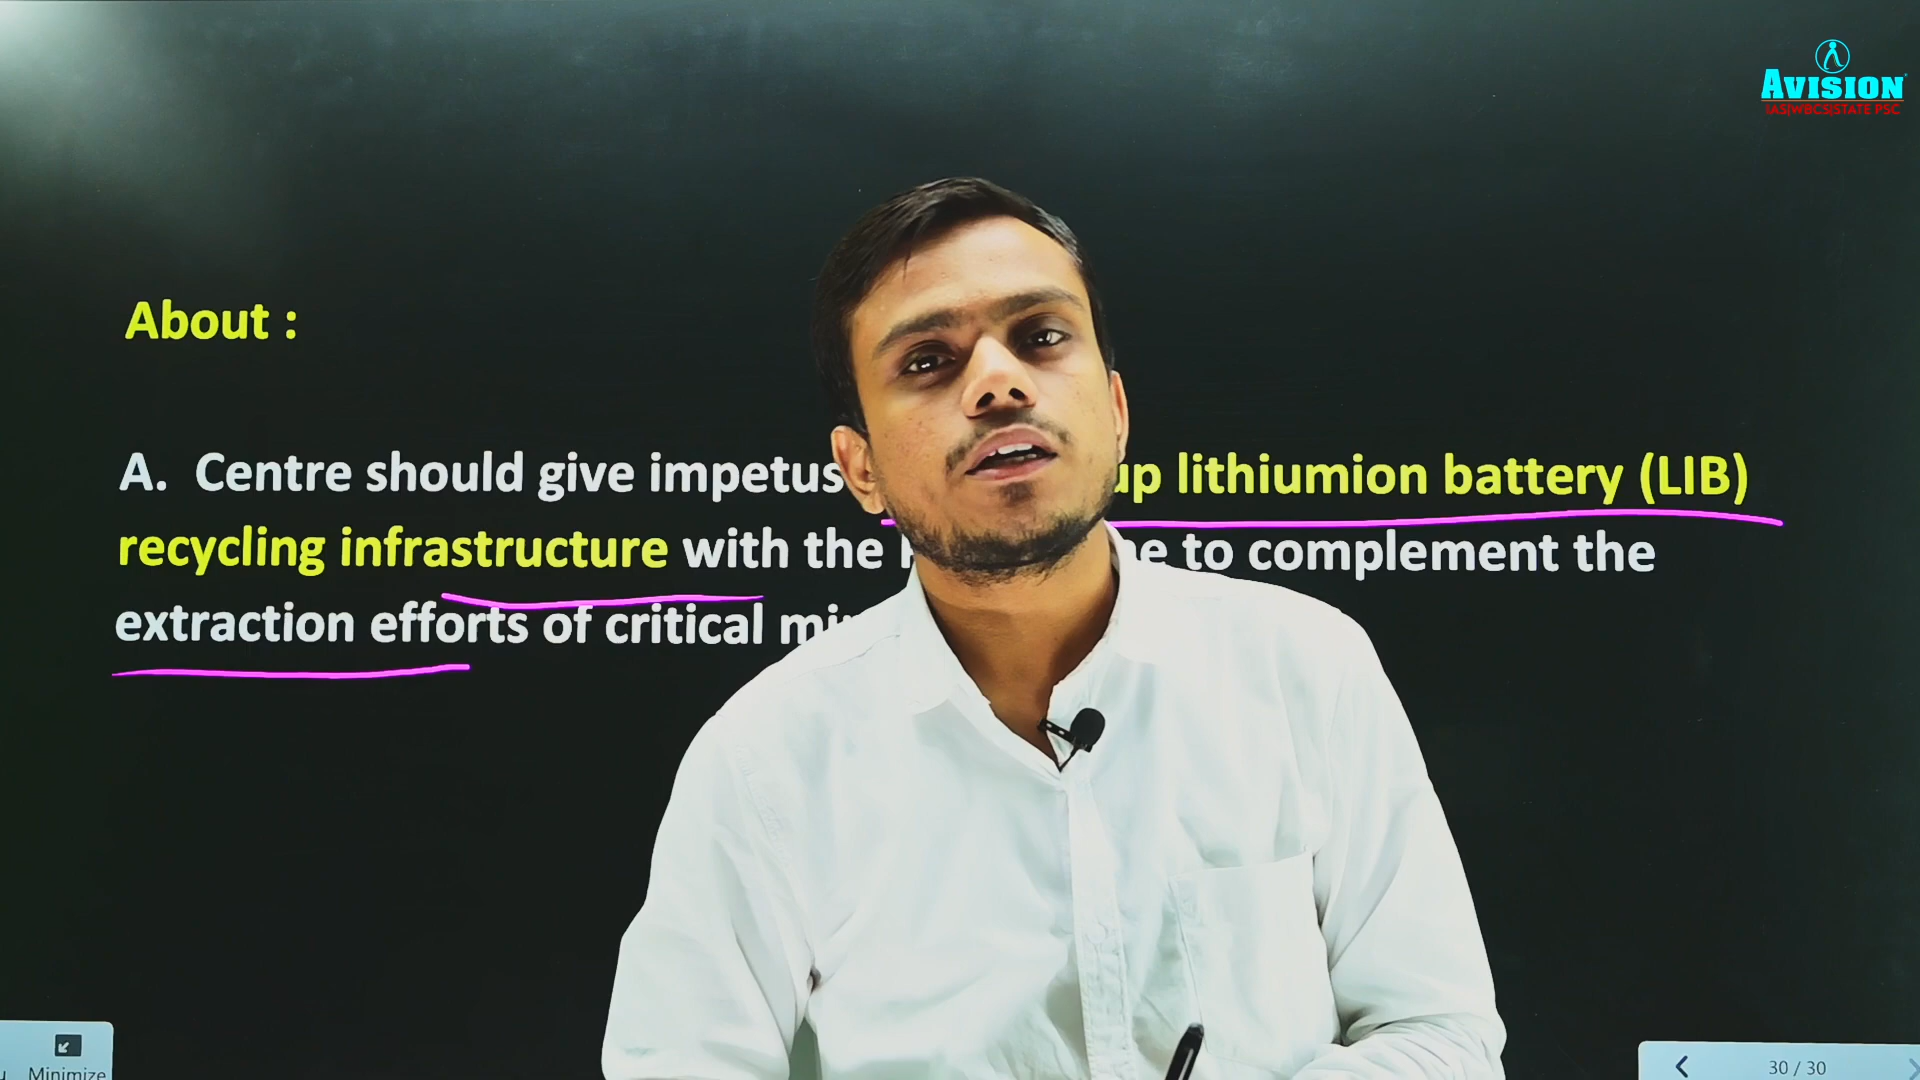 AVISION
IAS|WBCS|STATE PSC
About :
A. Centre should give impetus up lithiumion battery (LIB)
recycling infrastructure with the to complement the
extraction efforts of critical
Minimize
30 / 30